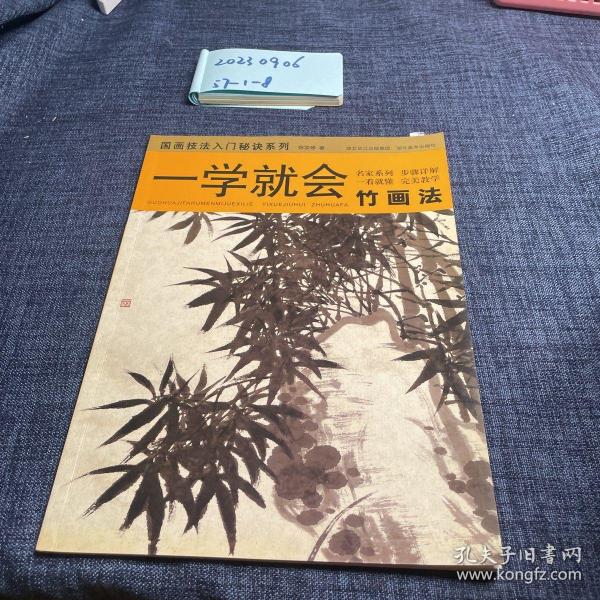 20230906
57-1-8
国画技法入门秘诀系列
一学就会
名家系列 步骤详解
一看就懂 完美教学
GUOHUAJIFARUMENMIJUEXILIE YIXUEJIUHUI ZHUHUAFA
竹画法
孔夫子旧书网
www.kongfz.com